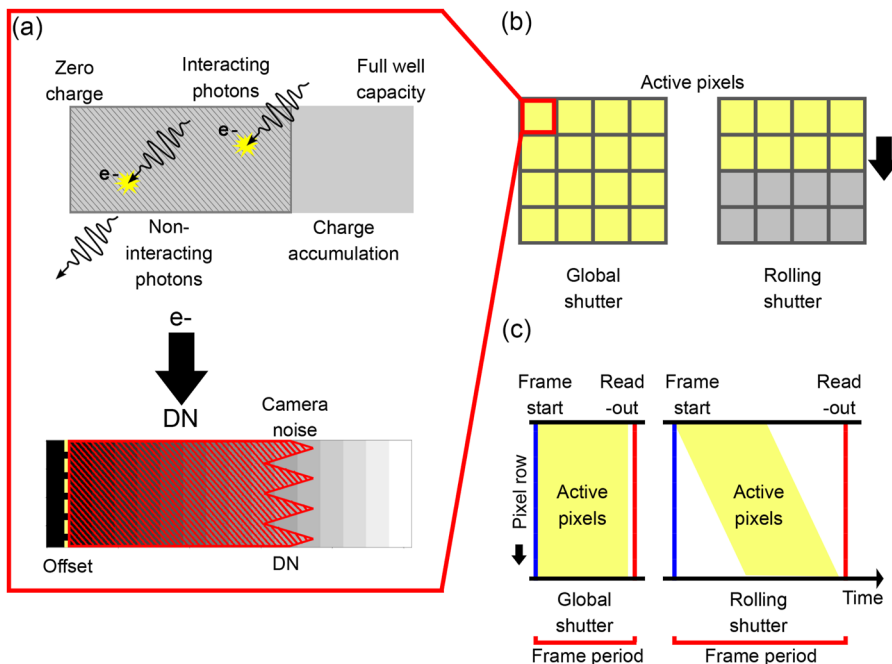 (a)
Zero
charge
Interacting
photons
Full well
capacity
e-
e-
Non-
interacting
photons
Charge
accumulation
e-
DN
Camera
noise
Offset
DN
(b)
Active pixels
Global
shutter
Rolling
shutter
(c)
Frame
start
Read
-out
Frame
start
Read
-out
Pixel row
Active
pixels
Active
pixels
Time
Global
shutter
Rolling
shutter
Frame period
Frame period